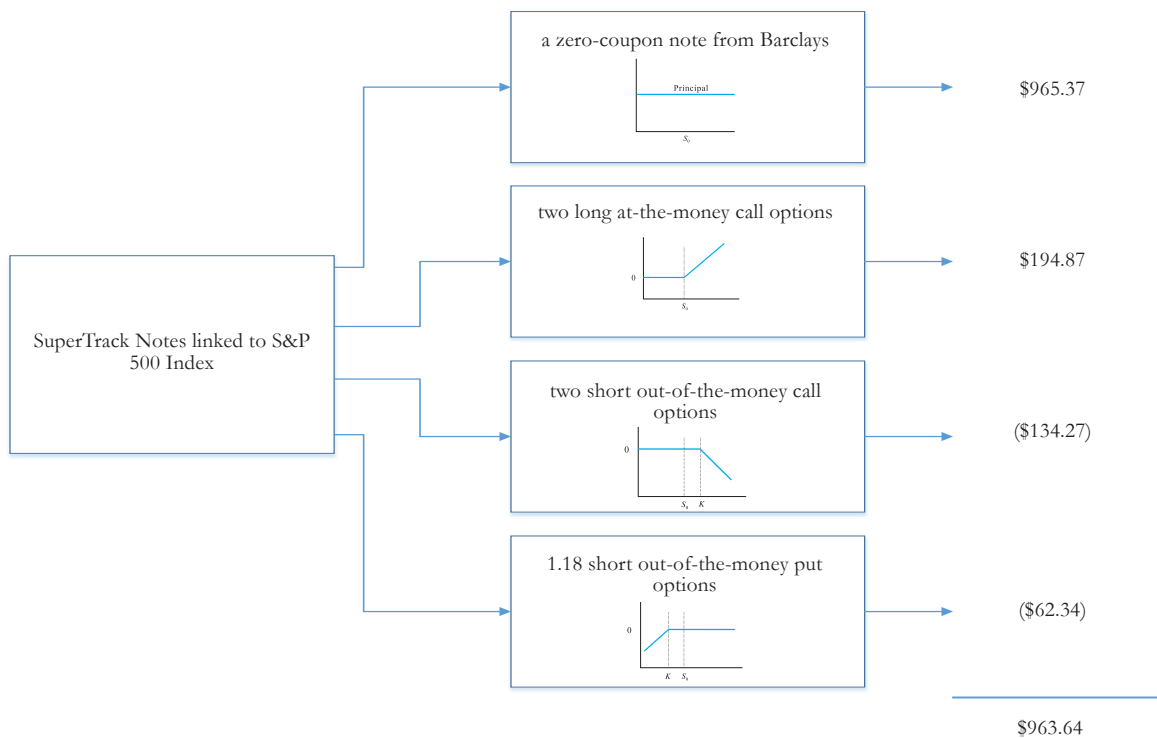 a zero-coupon note from Barclays
Principal
S₀
$965.37
two long at-the-money call options
0
S₀
$194.87
SuperTrack Notes linked to S&P
500 Index
two short out-of-the-money call
options
0
S₀ K
($134.27)
1.18 short out-of-the-money put
options
0
K S₀
($62.34)
$963.64